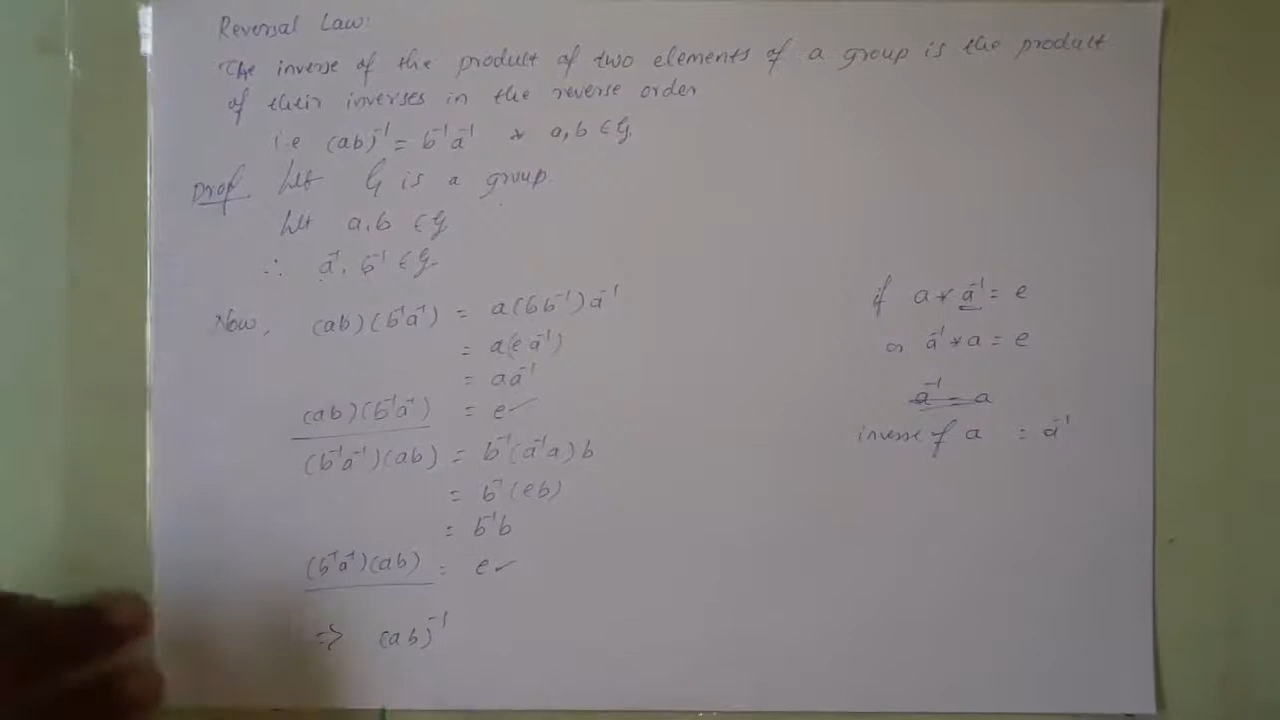 Reversal Law:
The inverse of the product of two elements of a group is the product
of their inverses in the reverse order
i.e (ab)⁻¹ = b⁻¹a⁻¹ ∀ a,b ∈ G.
Proof. Let G is a group.
Let a,b ∈ G
∴ a⁻¹, b⁻¹ ∈ G.
Now, (ab)(b⁻¹a⁻¹) = a(bb⁻¹)a⁻¹
= a(e a⁻¹)
= aa⁻¹
(ab)(b⁻¹a⁻¹) = e ✓
(b⁻¹a⁻¹)(ab) = b⁻¹(a⁻¹a)b
= b⁻¹(eb)
= b⁻¹b
(b⁻¹a⁻¹)(ab) = e ✓
⇒ (ab)⁻¹
if a * a⁻¹ = e
or a⁻¹ * a = e
a⁻¹ = a
inverse of a = a⁻¹